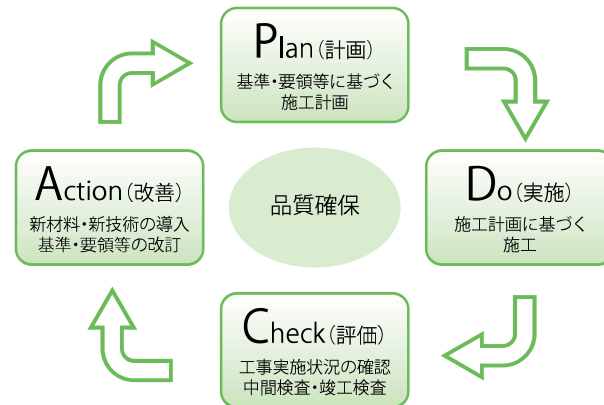 Plan(計画)
基準・要領等に基づく
施工計画
Action(改善)
新材料・新技術の導入
基準・要領等の改訂
品質確保
Do(実施)
施工計画に基づく
施工
Check(評価)
工事実施状況の確認
中間検査・竣工検査